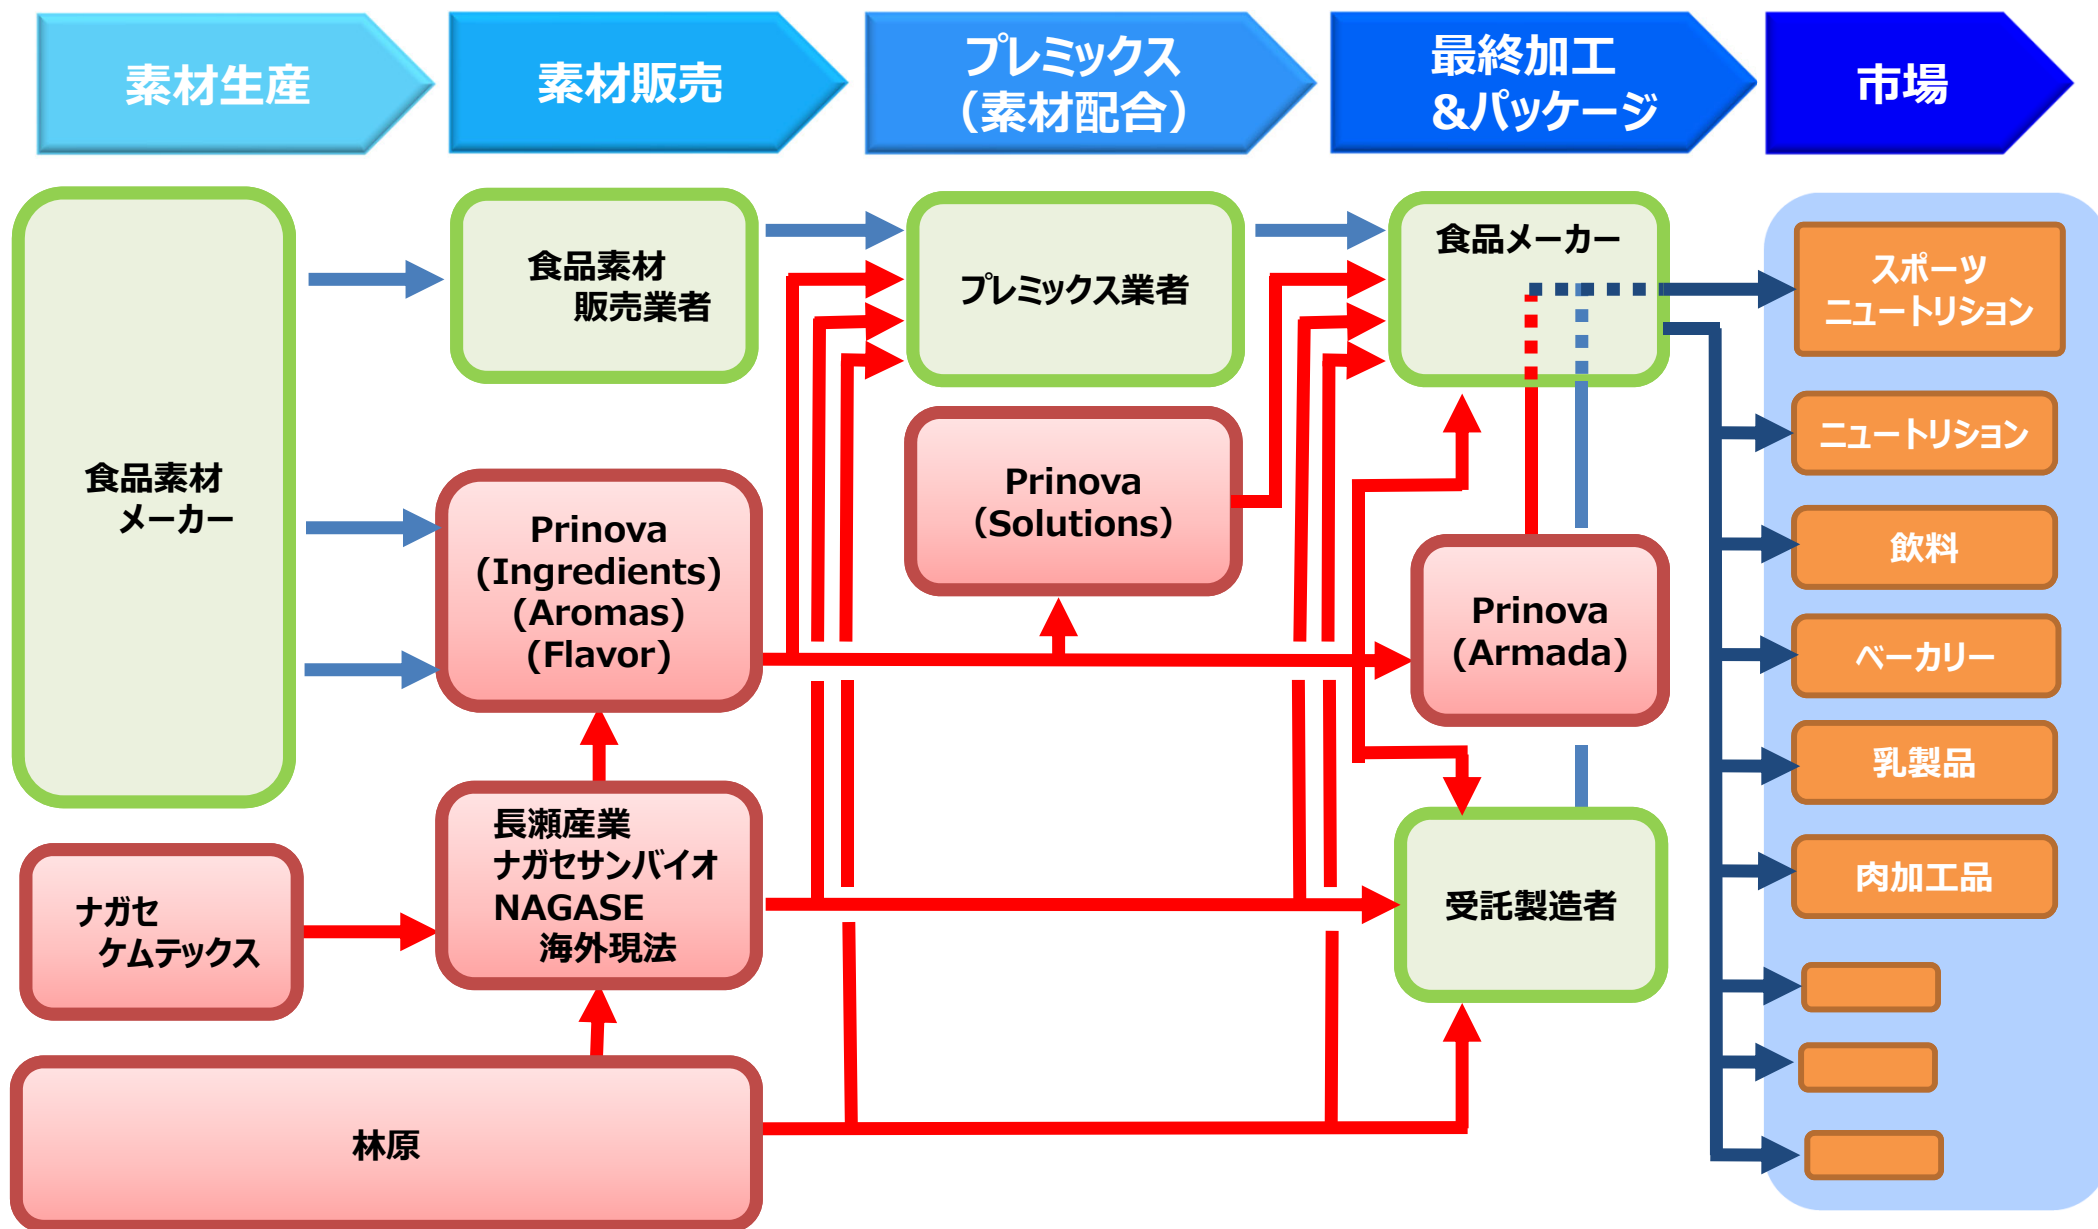 素材生産
素材販売
プレミックス
（素材配合）
最終加工
&パッケージ
市場
食品素材
メーカー
食品素材
販売業者
プレミックス業者
食品メーカー
スポーツ
ニュートリション
ニュートリション
飲料
ベーカリー
乳製品
肉加工品
Prinova
(Ingredients)
(Aromas)
(Flavor)
Prinova
(Solutions)
Prinova
(Armada)
長瀬産業
ナガセサンバイオ
NAGASE
海外現法
受託製造者
ナガセ
ケムテックス
林原